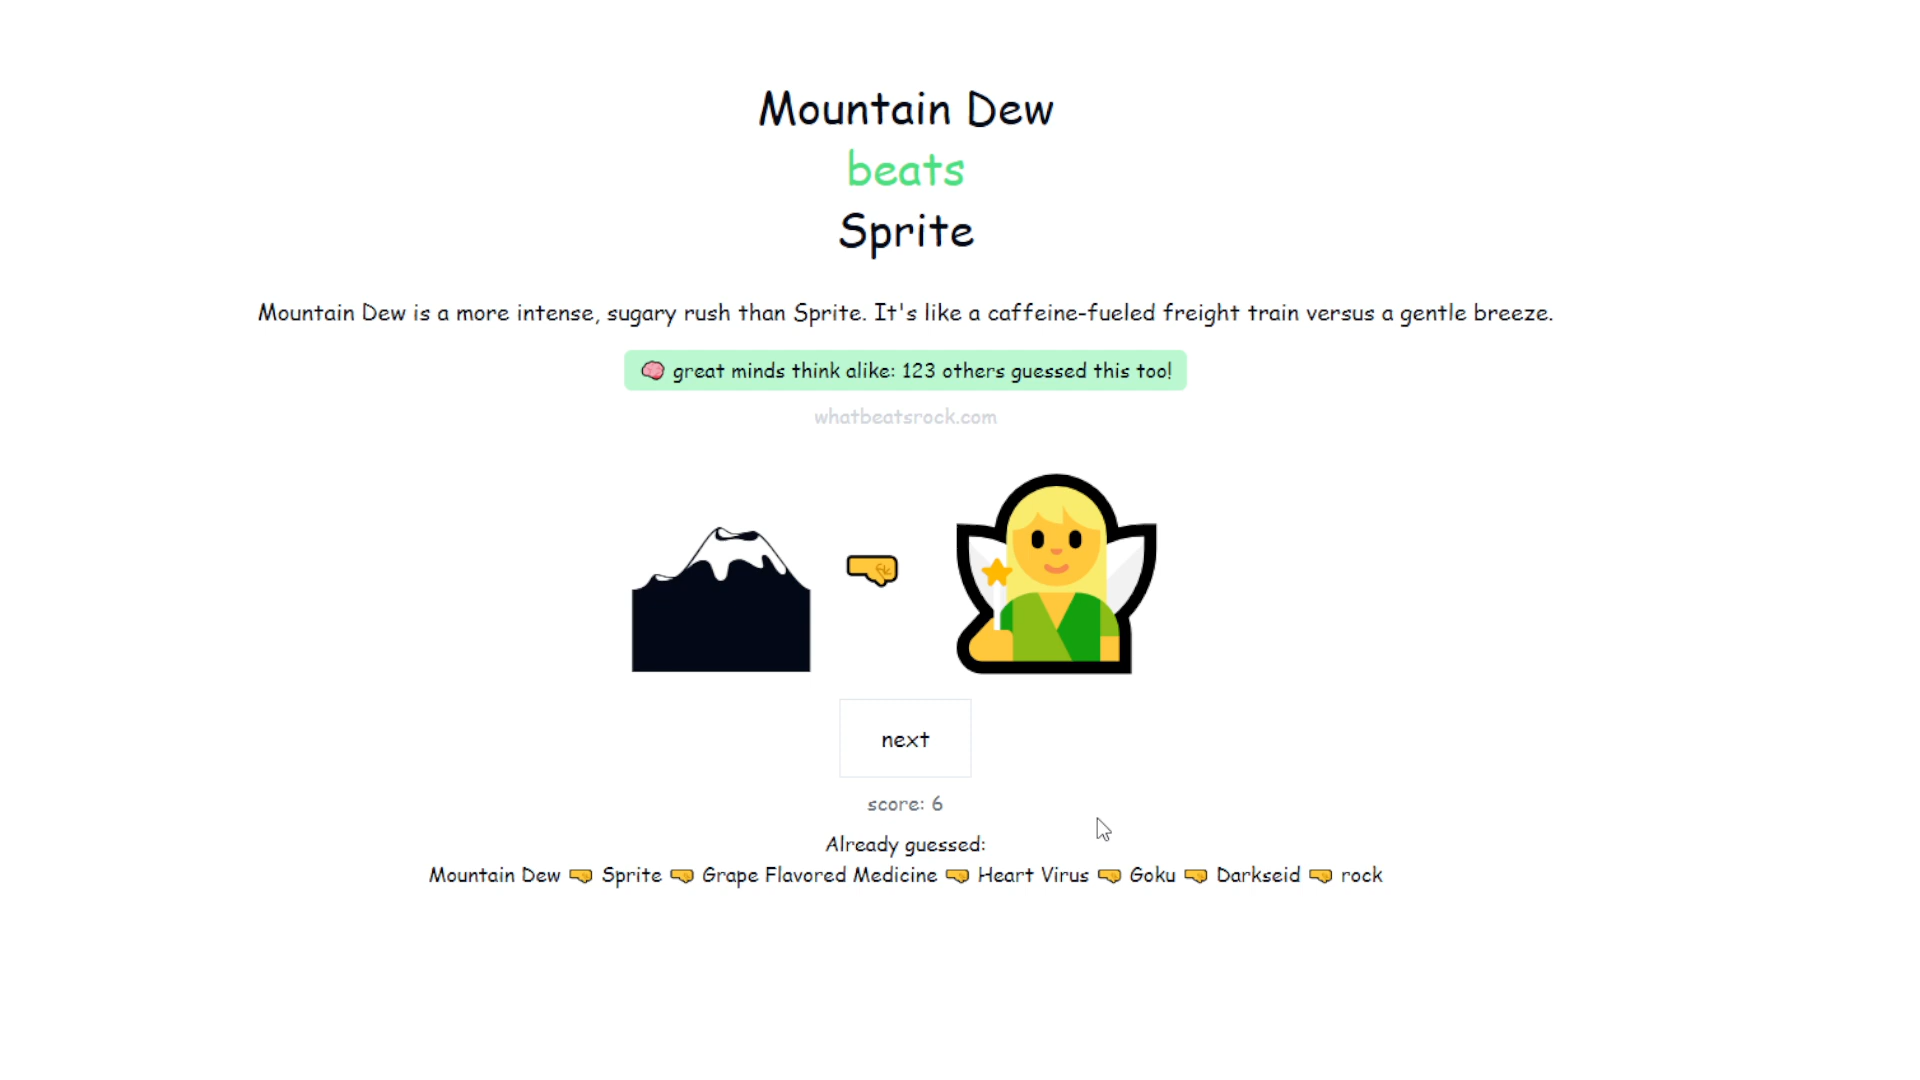 Mountain Dew
beats
Sprite
Mountain Dew is a more intense, sugary rush than Sprite. It's like a caffeine-fueled freight train versus a gentle breeze.
🧠 great minds think alike: 123 others guessed this too!
whatbeatsrock.com
next
score: 6
Already guessed:
Mountain Dew 🤜 Sprite 🤜 Grape Flavored Medicine 🤜 Heart Virus 🤜 Goku 🤜 Darkseid 🤜 rock